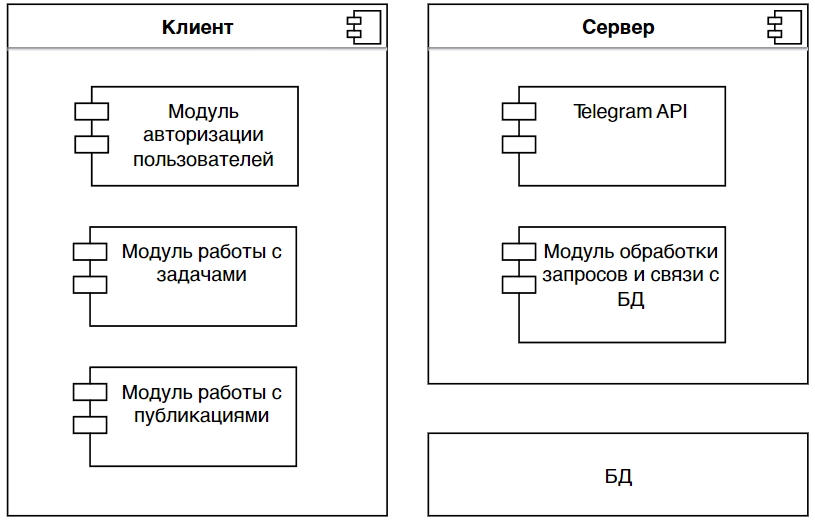 Клиент
Модуль
авторизации
пользователей
Модуль работы с
задачами
Модуль работы с
публикациями
Сервер
Telegram API
Модуль обработки
запросов и связи с
БД
БД